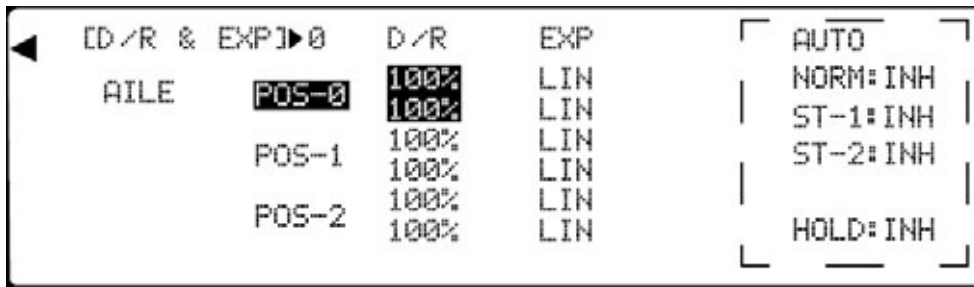 [D/R & EXP]▶0 D/R EXP
AILE POS-0 100% LIN
100% LIN
POS-1 100% LIN
100% LIN
POS-2 100% LIN
100% LIN
AUTO
NORM:INH
ST-1:INH
ST-2:INH
HOLD:INH